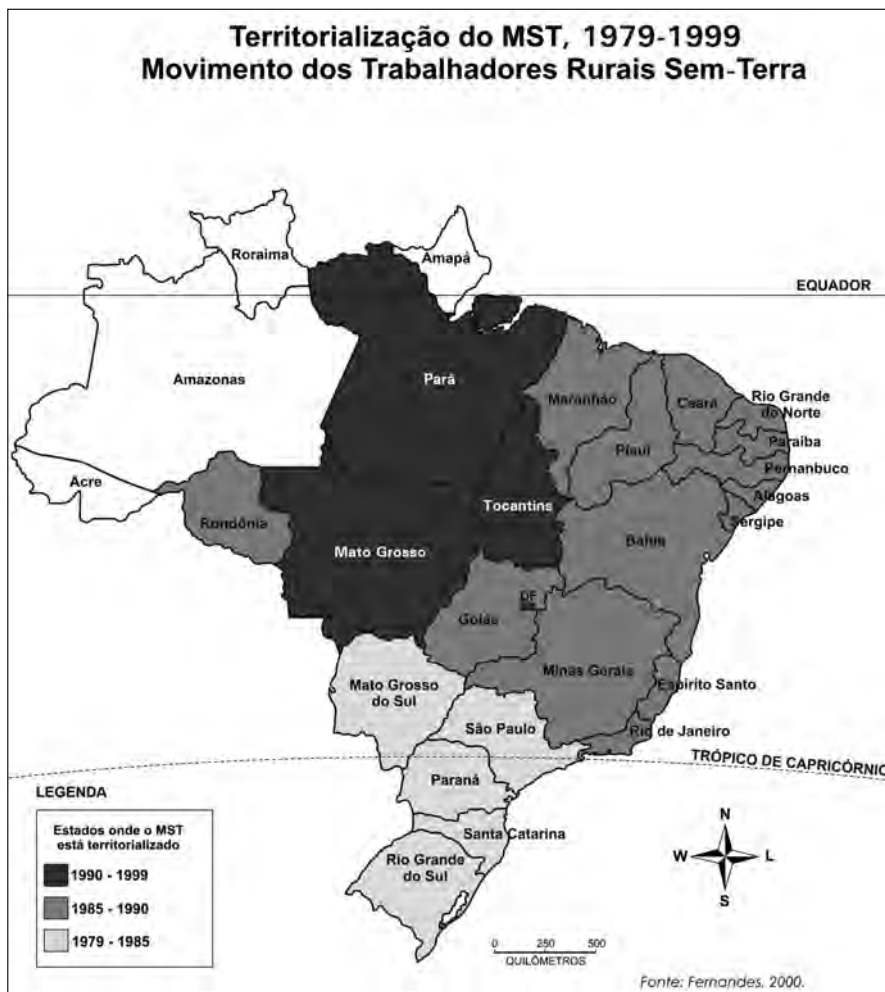 Territorialização do MST, 1979-1999
Movimento dos Trabalhadores Rurais Sem-Terra
Roraima
Amapá
EQUADOR
Amazonas
Pará
Maranhão
Ceará
Rio Grande
do Norte
Piauí
Paraíba
Pernanbuco
Acre
Alagoas
Tocantins
Sergipe
Rondônia
Bahia
Mato Grosso
DF
Goiás
Minas Gerais
Espírito Santo
Mato Grosso
do Sul
São Paulo
Rio de Janeiro
TRÓPICO DE CAPRICÓRNIO
Paraná
LEGENDA
Estados onde o MST
está territorializado
1990 - 1999
1985 - 1990
1979 - 1985
Santa Catarina
Rio Grande
do Sul
N
W L
S
0 250 500
QUILÔMETROS
Fonte: Fernandes, 2000.